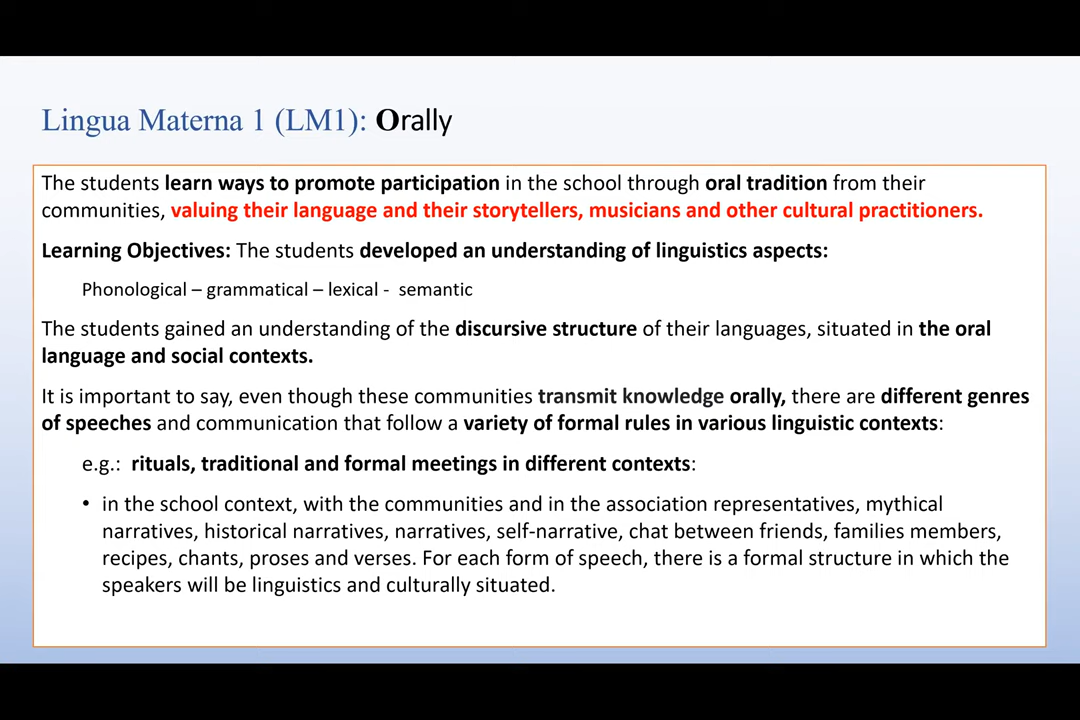 Lingua Materna 1 (LM1): Orally
The students learn ways to promote participation in the school through oral tradition from their
communities, valuing their language and their storytellers, musicians and other cultural practitioners.
Learning Objectives: The students developed an understanding of linguistics aspects:
Phonological – grammatical – lexical - semantic
The students gained an understanding of the discursive structure of their languages, situated in the oral
language and social contexts.
It is important to say, even though these communities transmit knowledge orally, there are different genres
of speeches and communication that follow a variety of formal rules in various linguistic contexts:
e.g.: rituals, traditional and formal meetings in different contexts:
• in the school context, with the communities and in the association representatives, mythical
narratives, historical narratives, narratives, self-narrative, chat between friends, families members,
recipes, chants, proses and verses. For each form of speech, there is a formal structure in which the
speakers will be linguistics and culturally situated.